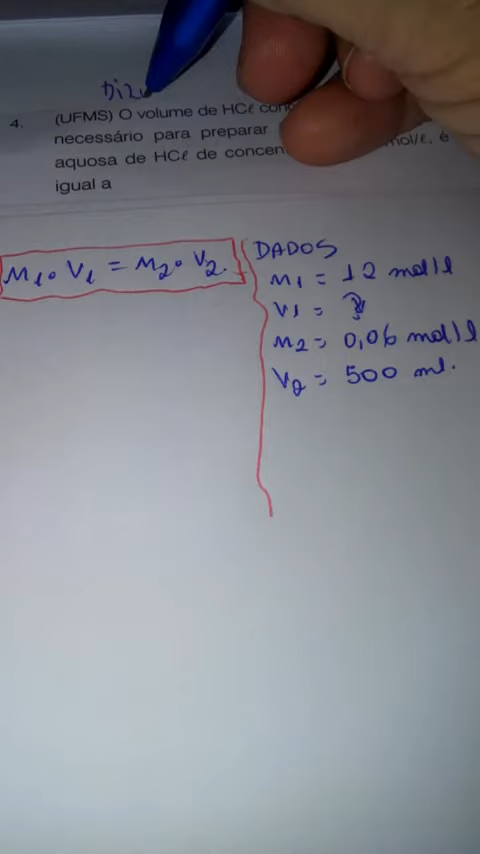 4. (UFMS) O volume de HCℓ
necessário para preparar
aquosa de HCℓ de mol/ℓ, é
igual a
M1 . V1 = M2 . V2
DADOS
M1 = 12 mol/l
V1 = ?
M2 = 0,06 mol/l
V2 = 500 ml.